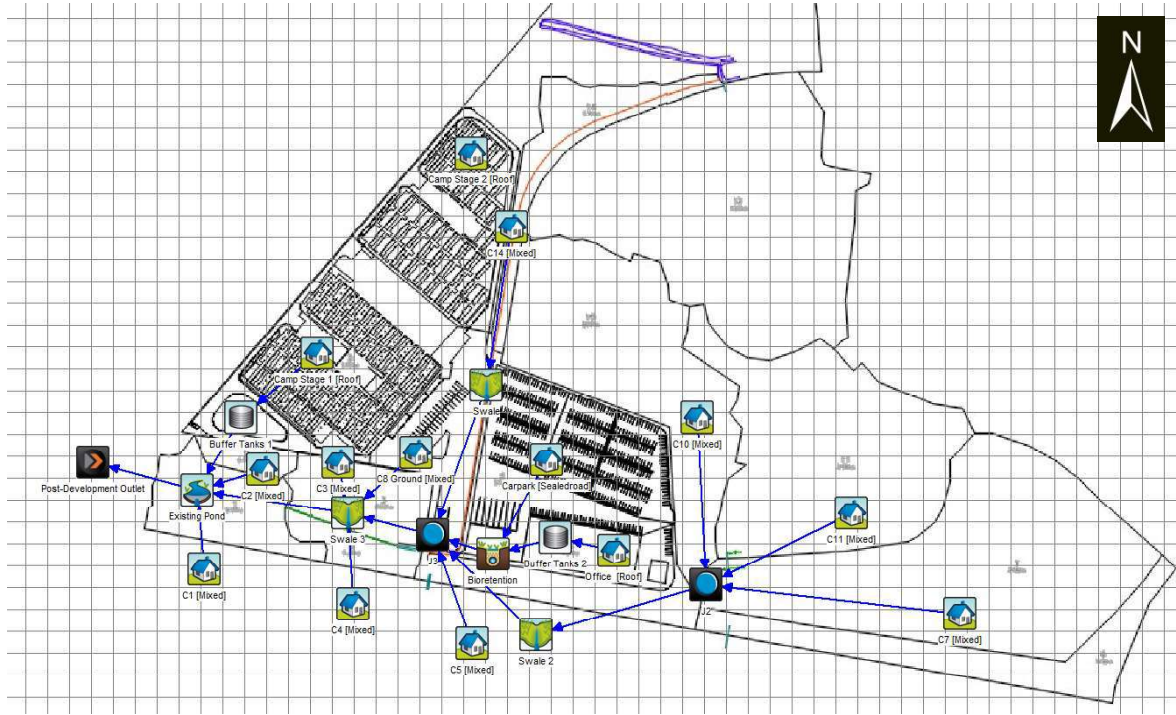 N
Camp Stage 2 [Roof]
C14 [Mixed]
Camp Stage 1 [Roof]
Swale
Buffer Tanks 1
C10 [Mixed]
Post-Development Outlet
C2 [Mixed]
C3 [Mixed]
C8 Ground [Mixed]
Carpark [Sealedroad]
Existing Pond
Swale 3
C11 [Mixed]
J3
Bioretention
Buffer Tanks 2
Office [Roof]
C1 [Mixed]
J2
C4 [Mixed]
C7 [Mixed]
C5 [Mixed]
Swale 2